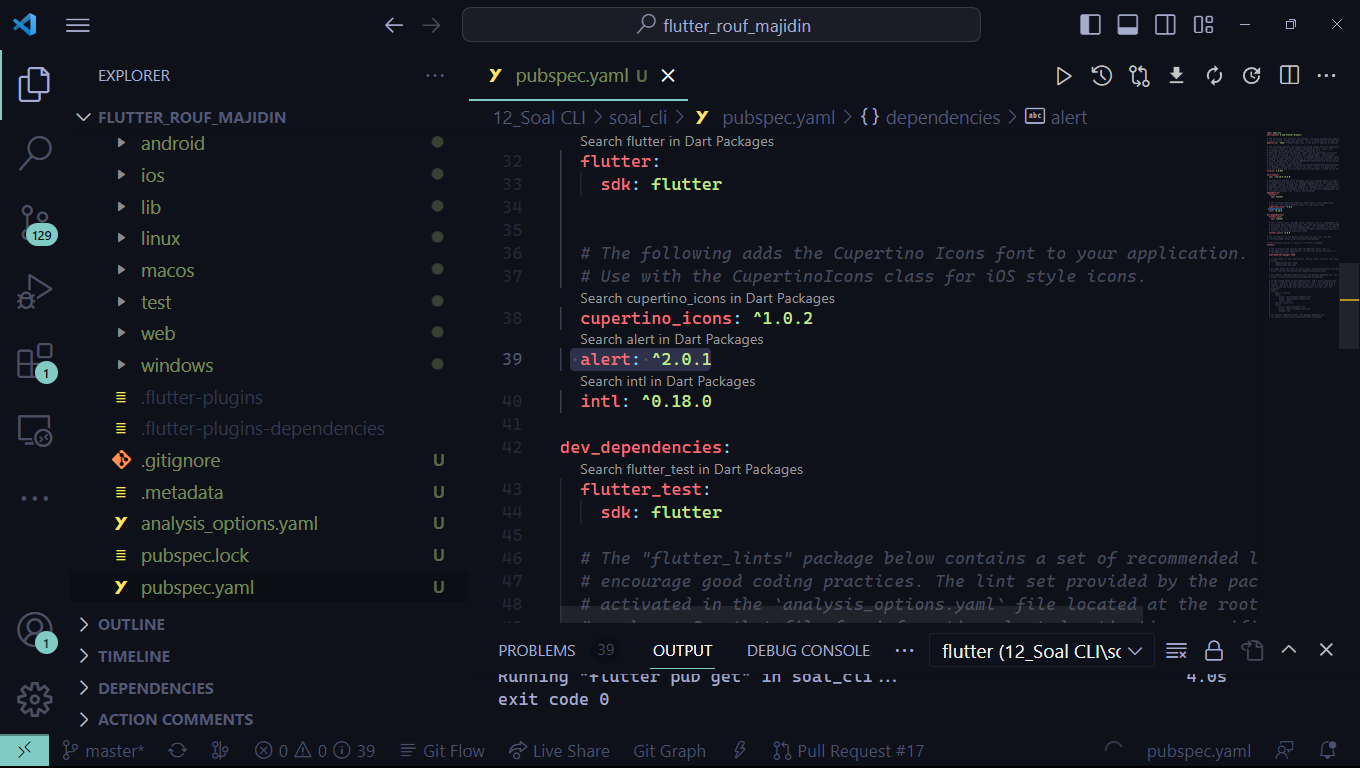 flutter_rouf_majidin
EXPLORER
FLUTTER_ROUF_MAJIDIN
android
ios
lib
linux
macos
test
web
windows
.flutter-plugins
.flutter-plugins-dependencies
.gitignore U
.metadata U
analysis_options.yaml U
pubspec.lock U
pubspec.yaml U
OUTLINE
TIMELINE
DEPENDENCIES
ACTION COMMENTS
129
1
1
pubspec.yaml U
12_Soal CLI > soal_cli > pubspec.yaml > {} dependencies > abc alert
Search flutter in Dart Packages
32 flutter:
33 sdk: flutter
34
35
36 # The following adds the Cupertino Icons font to your application.
37 # Use with the CupertinoIcons class for iOS style icons.
Search cupertino_icons in Dart Packages
38 cupertino_icons: ^1.0.2
Search alert in Dart Packages
39 alert: ^2.0.1
Search intl in Dart Packages
40 intl: ^0.18.0
41
42 dev_dependencies:
Search flutter_test in Dart Packages
43 flutter_test:
44 sdk: flutter
45
46 # The "flutter_lints" package below contains a set of recommended l
47 # encourage good coding practices. The lint set provided by the pac
48 # activated in the `analysis_options.yaml` file located at the root
PROBLEMS 39 OUTPUT DEBUG CONSOLE flutter (12_Soal CLI\sc
Running "flutter pub get" in soal_cli... 4.0s
exit code 0
master* 0 0 39 Git Flow Live Share Git Graph Pull Request #17 pubspec.yaml